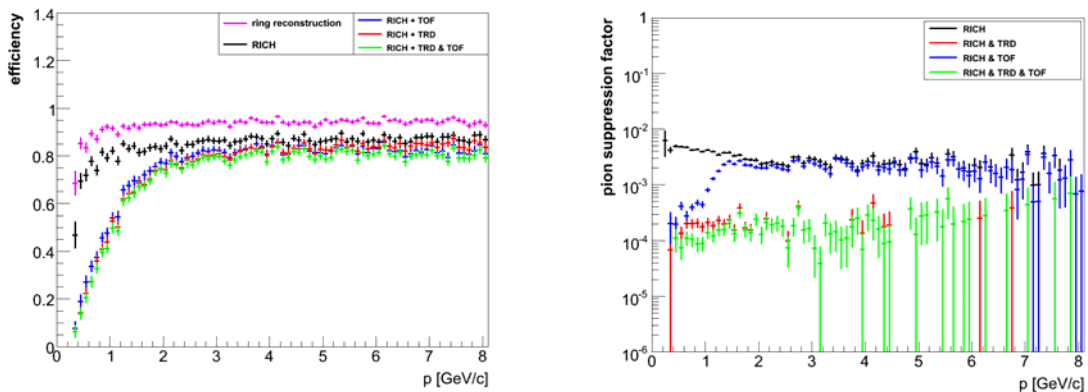 efficiency
1.4
1.2
1
0.8
0.6
0.4
0.2
0
ring reconstruction
RICH
RICH + TOF
RICH + TRD
RICH + TRD & TOF
0 1 2 3 4 5 6 7 8
p [GeV/c]
pion suppression factor
1
10-1
10-2
10-3
10-4
10-5
10-6
RICH
RICH & TRD
RICH & TOF
RICH & TRD & TOF
0 1 2 3 4 5 6 7 8
p [GeV/c]